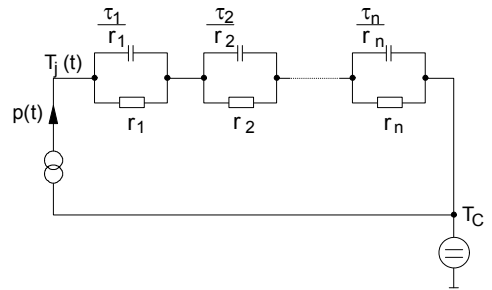 τ1 τ2 τn
r1 r2 rn
Tj (t)
p(t)
r1 r2 rn
TC